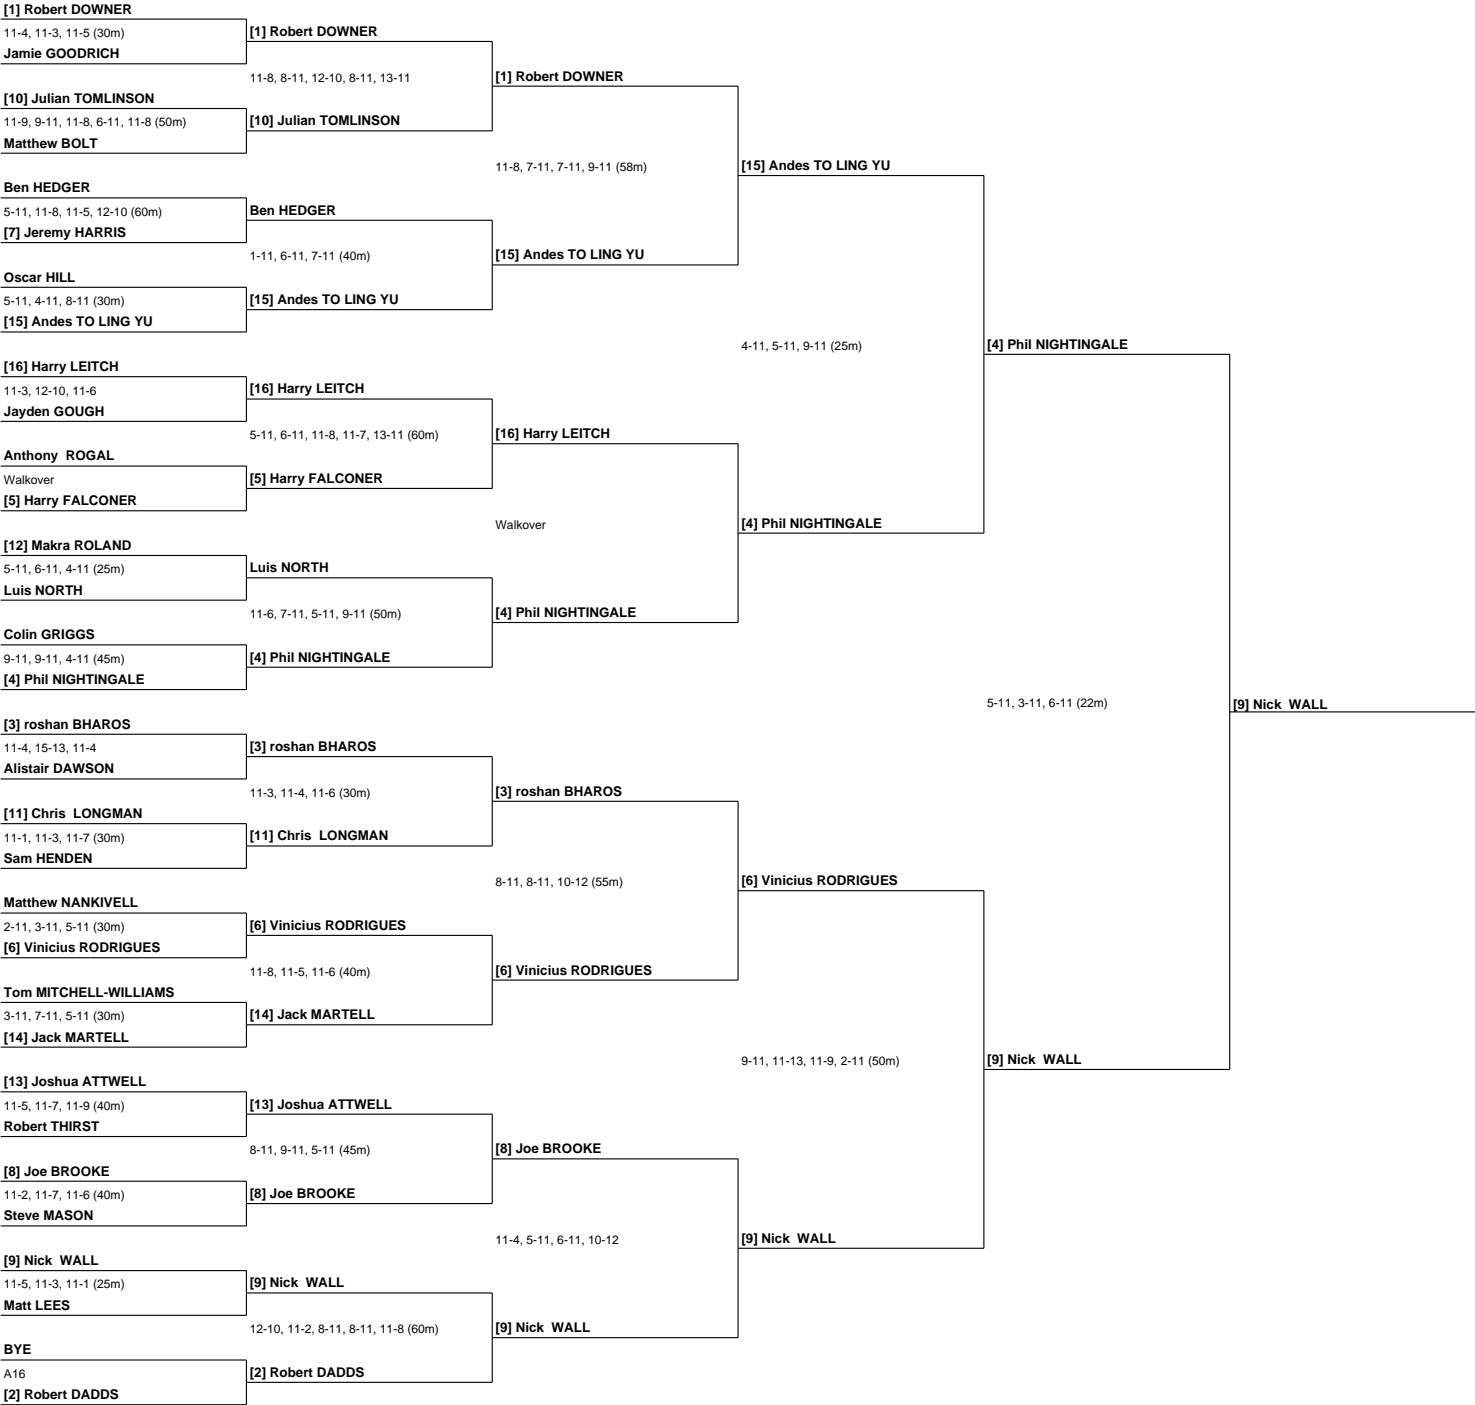 [1] Robert DOWNER
11-4, 11-3, 11-5 (30m)
Jamie GOODRICH
[10] Julian TOMLINSON
11-9, 9-11, 11-8, 6-11, 11-8 (50m)
Matthew BOLT
Ben HEDGER
5-11, 11-8, 11-5, 12-10 (60m)
[7] Jeremy HARRIS
Oscar HILL
5-11, 4-11, 8-11 (30m)
[15] Andes TO LING YU
[16] Harry LEITCH
11-3, 12-10, 11-6
Jayden GOUGH
Anthony  ROGAL
Walkover
[5] Harry FALCONER
[12] Makra ROLAND
5-11, 6-11, 4-11 (25m)
Luis NORTH
Colin GRIGGS
9-11, 9-11, 4-11 (45m)
[4] Phil NIGHTINGALE
[3] roshan BHAROS
11-4, 15-13, 11-4
Alistair DAWSON
[11] Chris  LONGMAN
11-1, 11-3, 11-7 (30m)
Sam HENDEN
Matthew NANKIVELL
2-11, 3-11, 5-11 (30m)
[6] Vinicius RODRIGUES
Tom MITCHELL-WILLIAMS
3-11, 7-11, 5-11 (30m)
[14] Jack MARTELL
[13] Joshua ATTWELL
11-5, 11-7, 11-9 (40m)
Robert THIRST
[8] Joe BROOKE
11-2, 11-7, 11-6 (40m)
Steve MASON
[9] Nick  WALL
11-5, 11-3, 11-1 (25m)
Matt LEES
BYE
A16
[2] Robert DADDS
[1] Robert DOWNER
11-8, 8-11, 12-10, 8-11, 13-11
[10] Julian TOMLINSON
Ben HEDGER
1-11, 6-11, 7-11 (40m)
[15] Andes TO LING YU
[16] Harry LEITCH
5-11, 6-11, 11-8, 11-7, 13-11 (60m)
[5] Harry FALCONER
Luis NORTH
11-6, 7-11, 5-11, 9-11 (50m)
[4] Phil NIGHTINGALE
[3] roshan BHAROS
11-3, 11-4, 11-6 (30m)
[11] Chris  LONGMAN
[6] Vinicius RODRIGUES
11-8, 11-5, 11-6 (40m)
[14] Jack MARTELL
[13] Joshua ATTWELL
8-11, 9-11, 5-11 (45m)
[8] Joe BROOKE
[9] Nick  WALL
12-10, 11-2, 8-11, 8-11, 11-8 (60m)
[2] Robert DADDS
[1] Robert DOWNER
11-8, 7-11, 7-11, 9-11 (58m)
[15] Andes TO LING YU
[16] Harry LEITCH
Walkover
[4] Phil NIGHTINGALE
[3] roshan BHAROS
8-11, 8-11, 10-12 (55m)
[6] Vinicius RODRIGUES
[8] Joe BROOKE
11-4, 5-11, 6-11, 10-12
[9] Nick  WALL
[15] Andes TO LING YU
4-11, 5-11, 9-11 (25m)
[4] Phil NIGHTINGALE
[6] Vinicius RODRIGUES
9-11, 11-13, 11-9, 2-11 (50m)
[9] Nick  WALL
[4] Phil NIGHTINGALE
5-11, 3-11, 6-11 (22m)
[9] Nick  WALL
[9] Nick  WALL